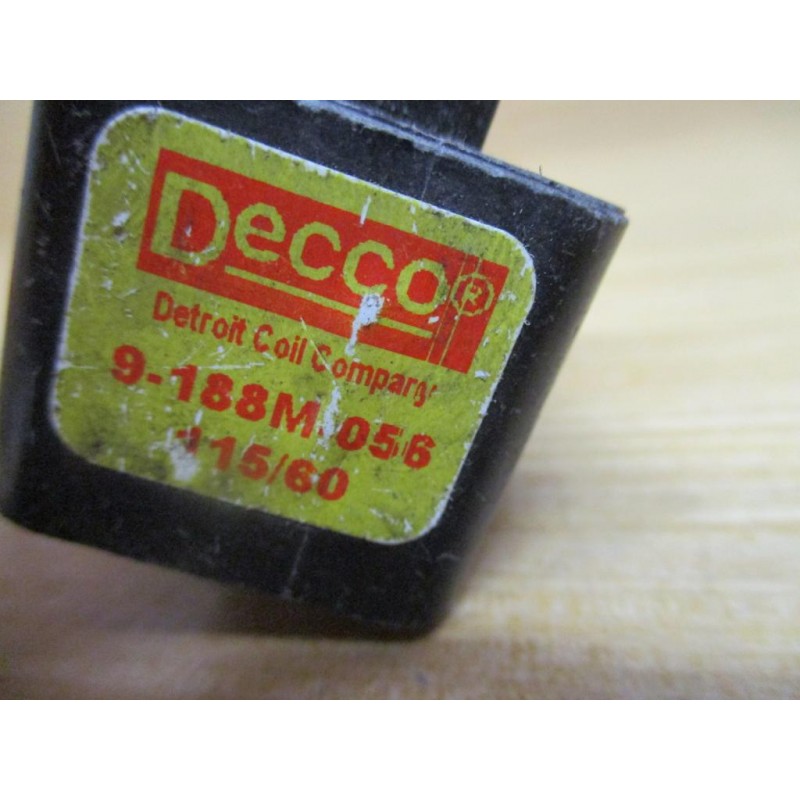 Decco®
Detroit Coil Company
9-188M-056
115/60